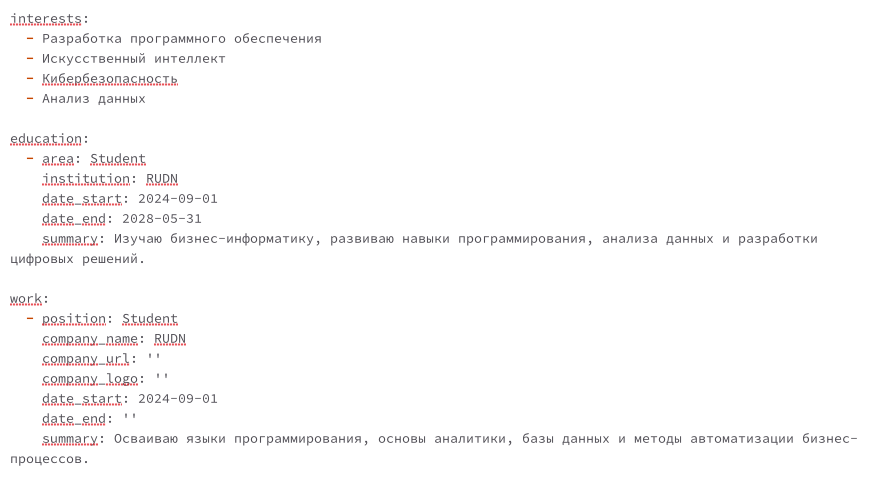 interests:
- Разработка программного обеспечения
- Искусственный интеллект
- Кибербезопасность
- Анализ данных
education:
- area: Student
institution: RUDN
date_start: 2024-09-01
date_end: 2028-05-31
summary: Изучаю бизнес-информатику, развиваю навыки программирования, анализа данных и разработки
цифровых решений.
work:
- position: Student
company_name: RUDN
company_url: ''
company_logo: ''
date_start: 2024-09-01
date_end: ''
summary: Осваиваю языки программирования, основы аналитики, базы данных и методы автоматизации бизнес-
процессов.